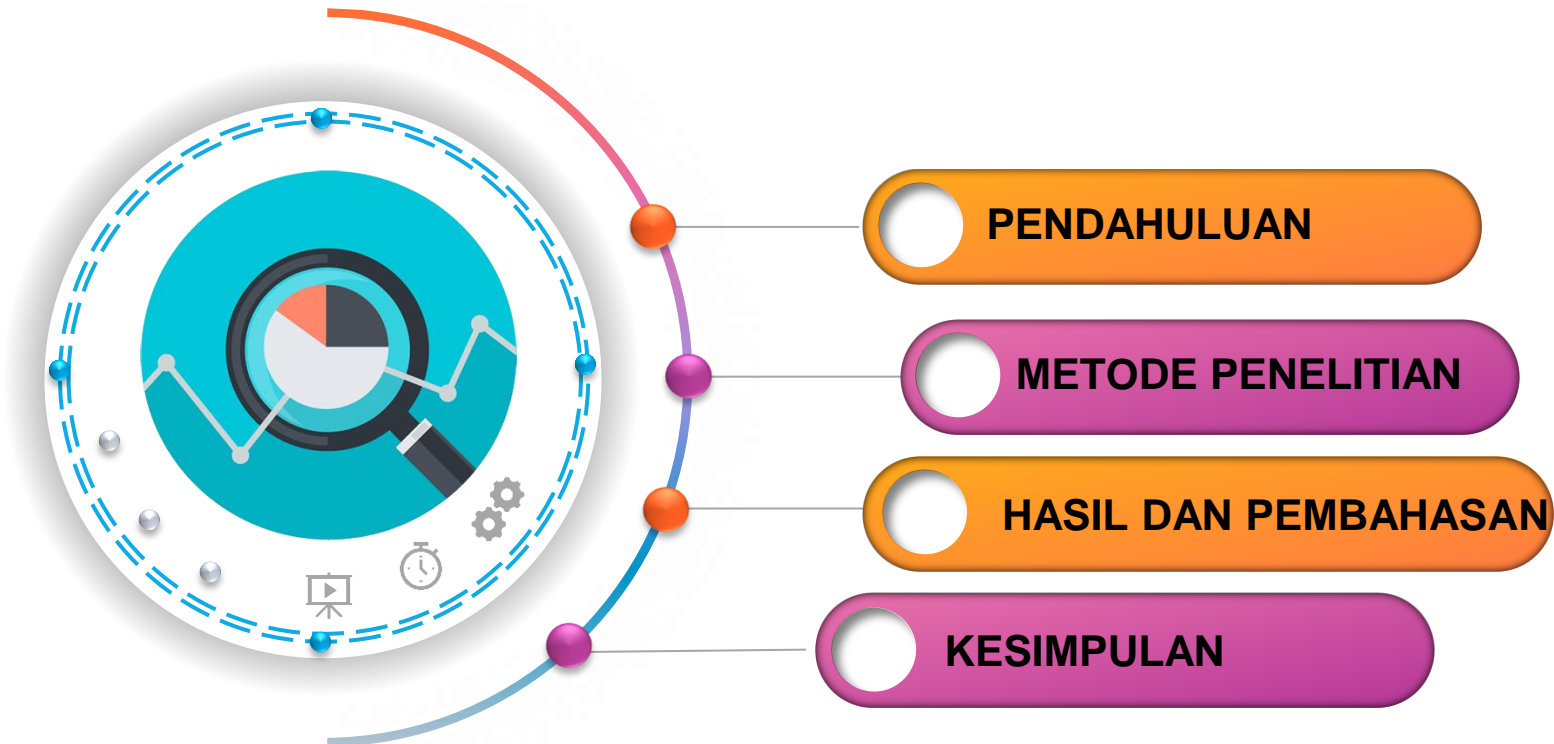 PENDAHULUAN
METODE PENELITIAN
HASIL DAN PEMBAHASAN
KESIMPULAN